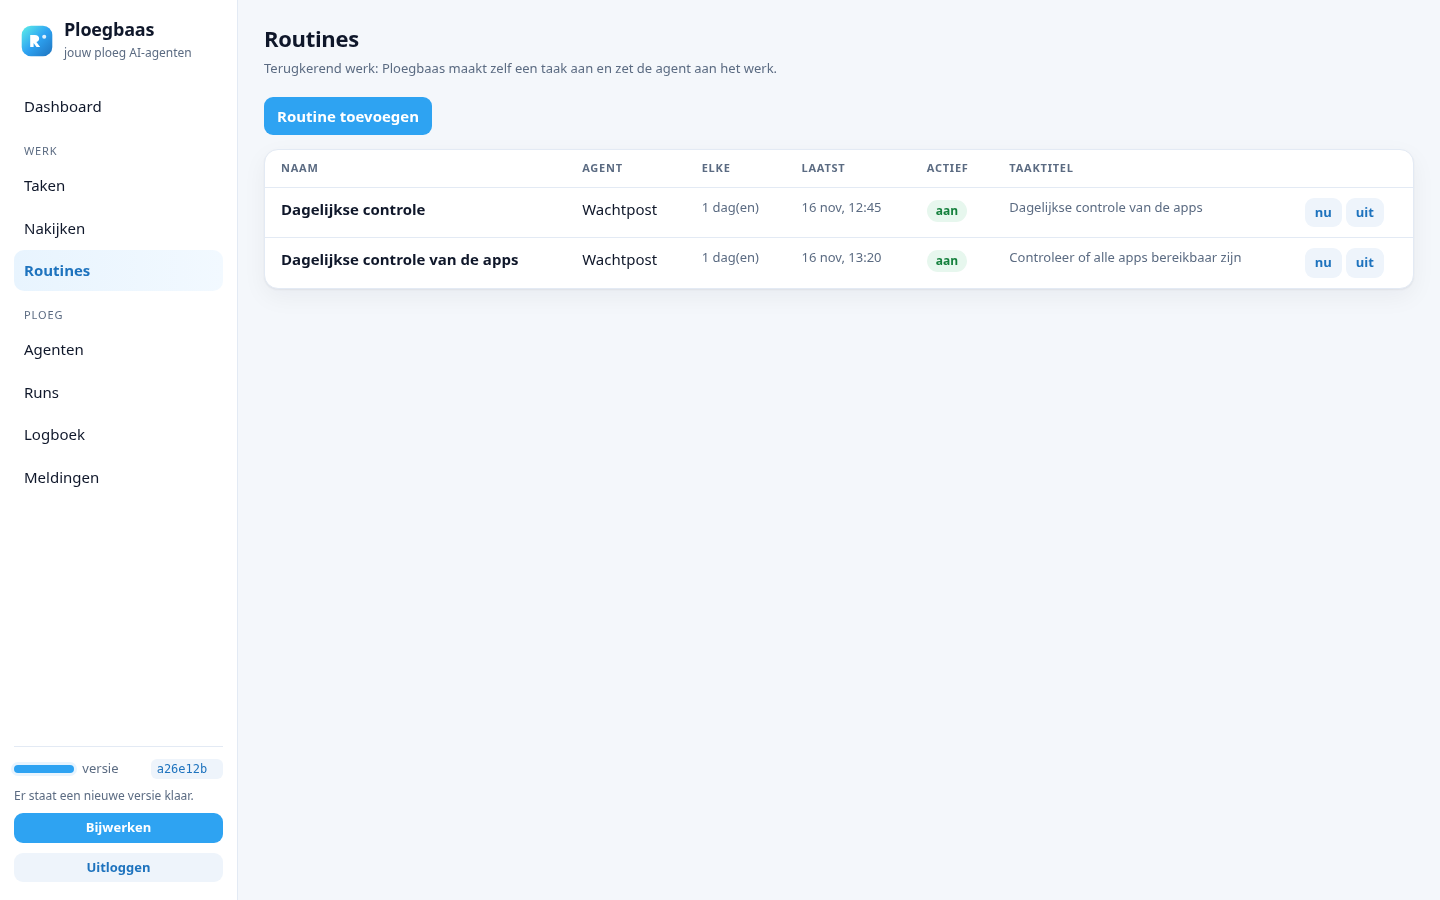 Ploegbaas
jouw ploeg AI-agenten
Dashboard
WERK
Taken
Nakijken
Routines
PLOEG
Agenten
Runs
Logboek
Meldingen
versie a26e12b
Er staat een nieuwe versie klaar.
Bijwerken
Uitloggen
Routines
Terugkerend werk: Ploegbaas maakt zelf een taak aan en zet de agent aan het werk.
Routine toevoegen
NAAM AGENT ELKE LAATST ACTIEF TAAKTITEL
Dagelijkse controle Wachtpost 1 dag(en) 16 nov, 12:45 aan Dagelijkse controle van de apps nu uit
Dagelijkse controle van de apps Wachtpost 1 dag(en) 16 nov, 13:20 aan Controleer of alle apps bereikbaar zijn nu uit